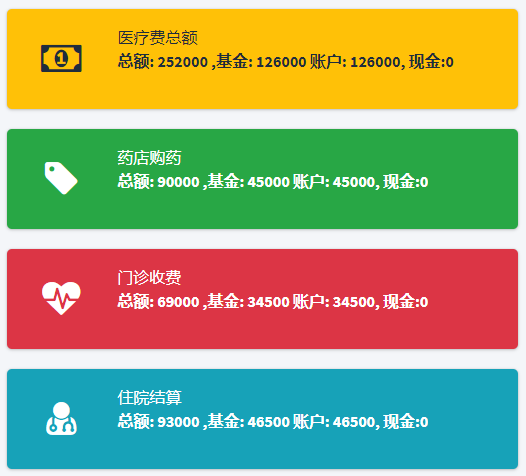 医疗费总额
总额: 252000 ,基金: 126000 账户: 126000, 现金:0
药店购药
总额: 90000 ,基金: 45000 账户: 45000, 现金:0
门诊收费
总额: 69000 ,基金: 34500 账户: 34500, 现金:0
住院结算
总额: 93000 ,基金: 46500 账户: 46500, 现金:0